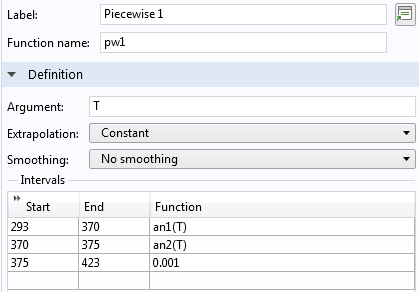 Label: Piecewise 1
Function name: pw1
Definition
Argument: T
Extrapolation: Constant
Smoothing: No smoothing
Intervals
Start End Function
293 370 an1(T)
370 375 an2(T)
375 423 0.001